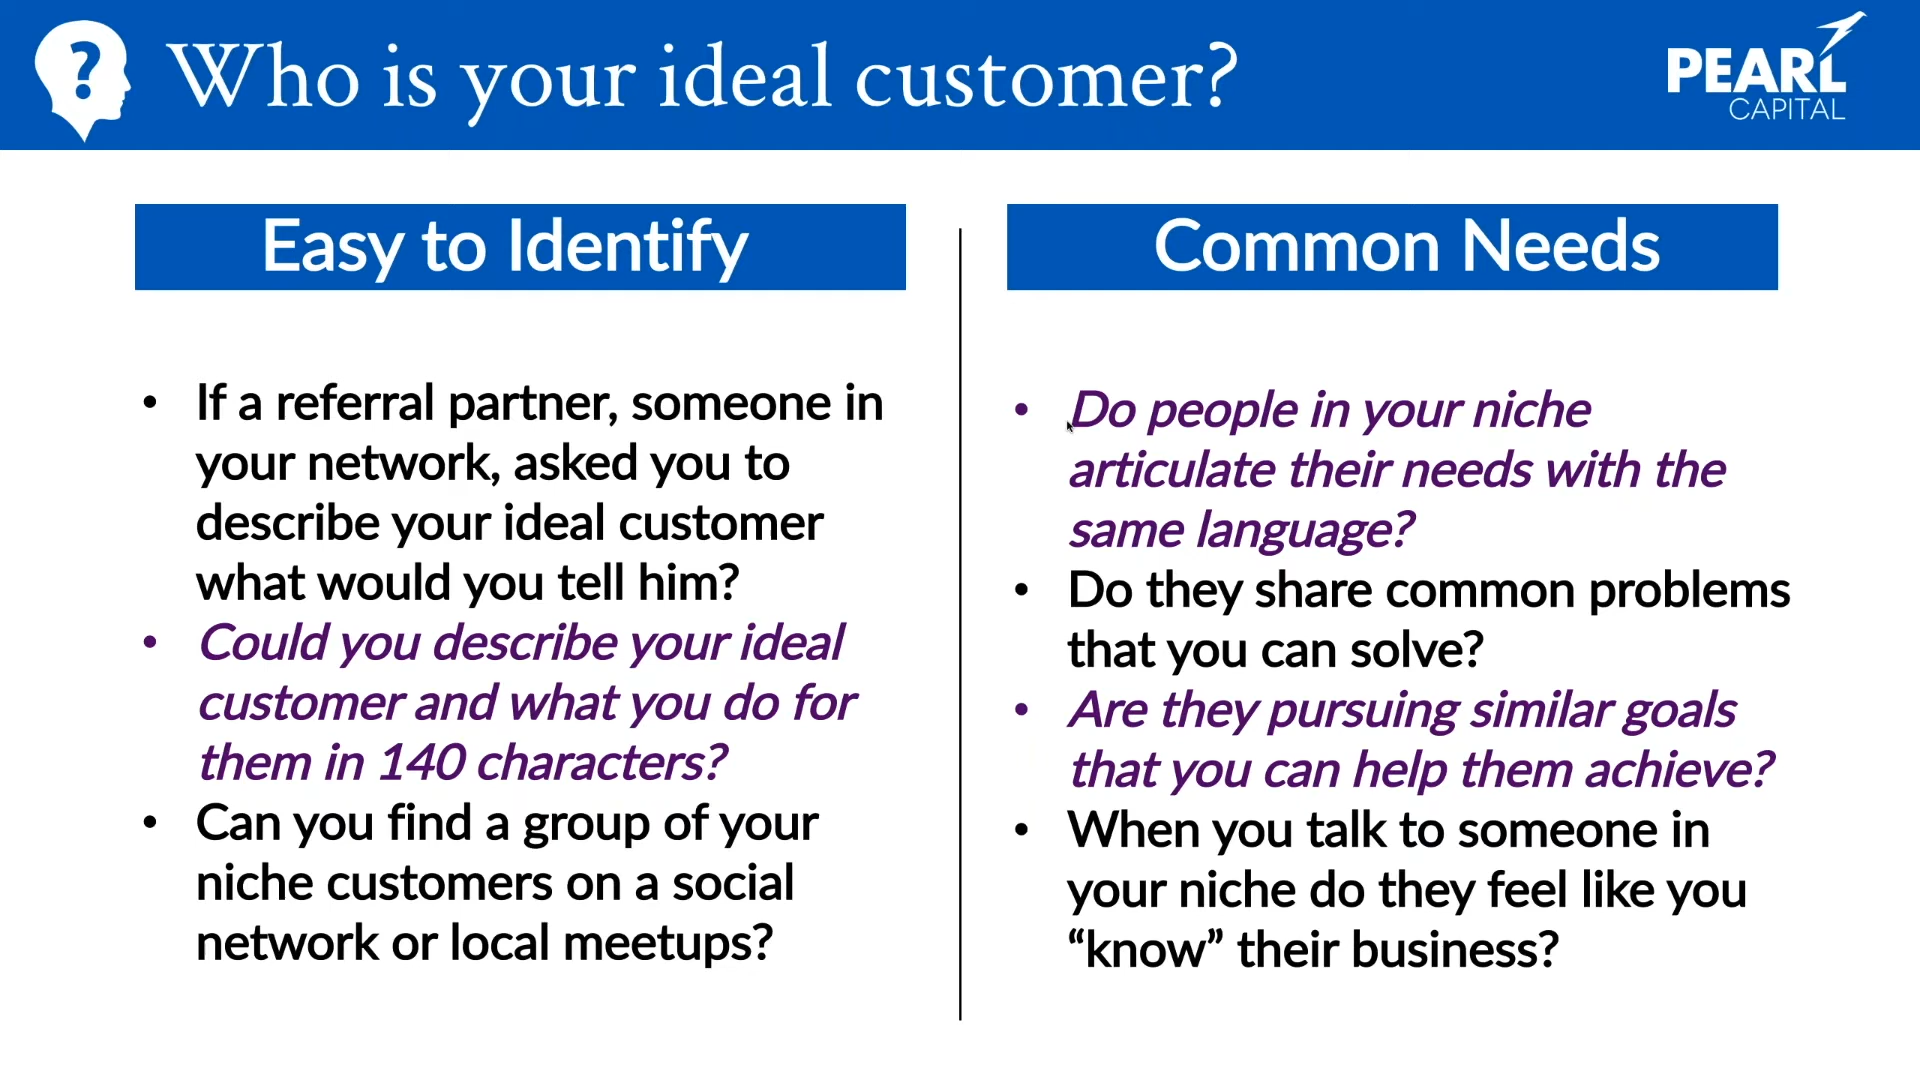 ? Who is your ideal customer?
PEARL
CAPITAL
Easy to Identify
• If a referral partner, someone in
your network, asked you to
describe your ideal customer
what would you tell him?
• Could you describe your ideal
customer and what you do for
them in 140 characters?
• Can you find a group of your
niche customers on a social
network or local meetups?
Common Needs
• Do people in your niche
articulate their needs with the
same language?
• Do they share common problems
that you can solve?
• Are they pursuing similar goals
that you can help them achieve?
• When you talk to someone in
your niche do they feel like you
“know” their business?